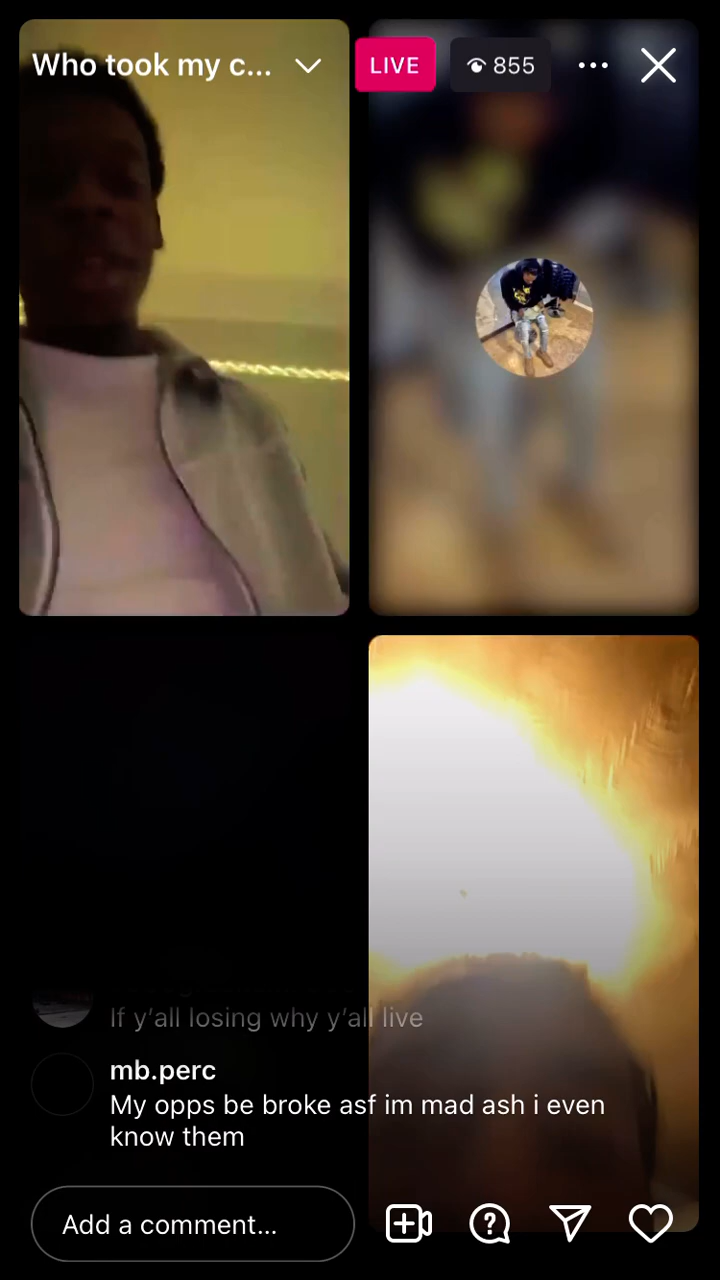 Who took my c...
LIVE
855
If y'all losing why y'all live
mb.perc
My opps be broke asf im mad ash i even
know them
Add a comment...